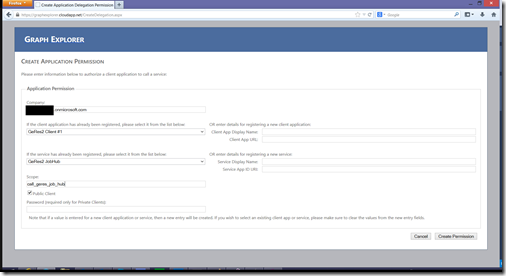 Firefox
Create Application Delegation Permission
https://graphexplorer.cloudapp.net/CreateDelegation.aspx
Google
GRAPH EXPLORER
CREATE APPLICATION PERMISSION
Please enter information below to authorize a client application to call a service
Application Permission
Company:
.onmicrosoft.com
If the client application has already been registered, please select it from the list below:
OR enter details for registering a new client application:
GeRes2 Client #1
Client App Display Name:
Client App URL:
If the service has already been registered, please select it from the list below:
OR enter details for registering a new service:
GeRes2 JobHub
Service Display Name:
Service App ID URI:
Scope:
call_geres_job_hub
Public Client
Password (required only for Private Clients):
Note that if a value is entered for a new client application or service, then a new entry will be created. If you wish to select an existing client app or service, please make sure to clear the values from the new entry fields.
Cancel
Create Permission